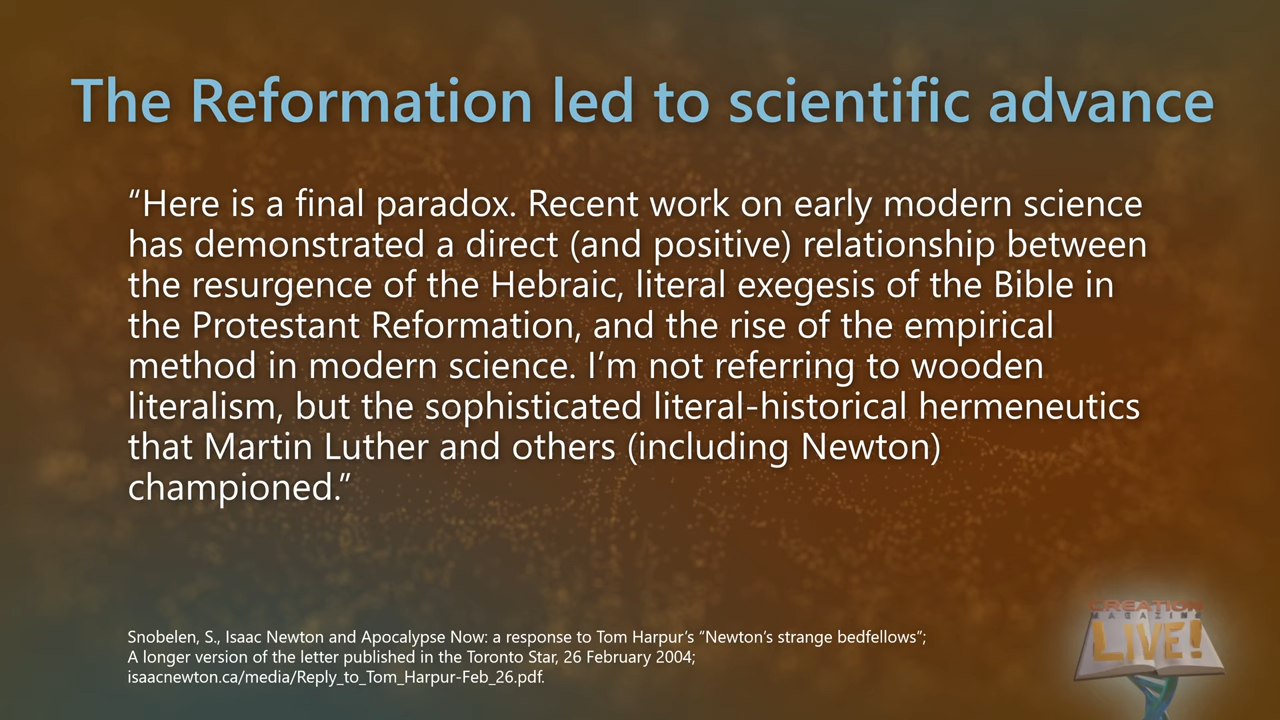 The Reformation led to scientific advance
“Here is a final paradox. Recent work on early modern science
has demonstrated a direct (and positive) relationship between
the resurgence of the Hebraic, literal exegesis of the Bible in
the Protestant Reformation, and the rise of the empirical
method in modern science. I’m not referring to wooden
literalism, but the sophisticated literal-historical hermeneutics
that Martin Luther and others (including Newton)
championed.”
Snobelen, S., Isaac Newton and Apocalypse Now: a response to Tom Harpur’s “Newton’s strange bedfellows”;
A longer version of the letter published in the Toronto Star, 26 February 2004;
isaacnewton.ca/media/Reply_to_Tom_Harpur-Feb_26.pdf.
CREATION
MAGAZINE
LIVE!